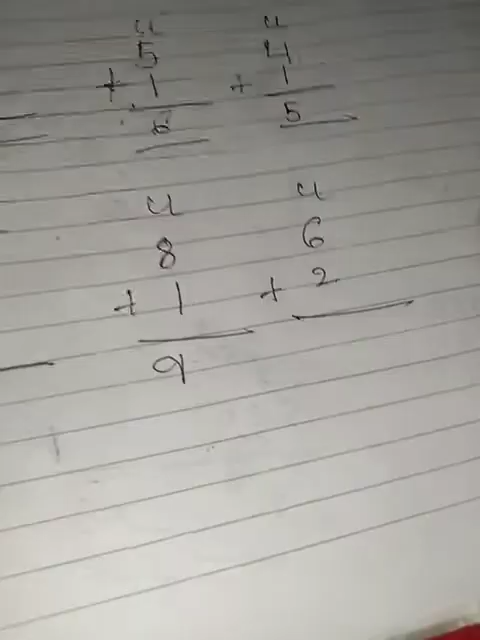 u u
5 4
+ 1 + 1
6 5
u u
8 6
+ 1 + 2
9